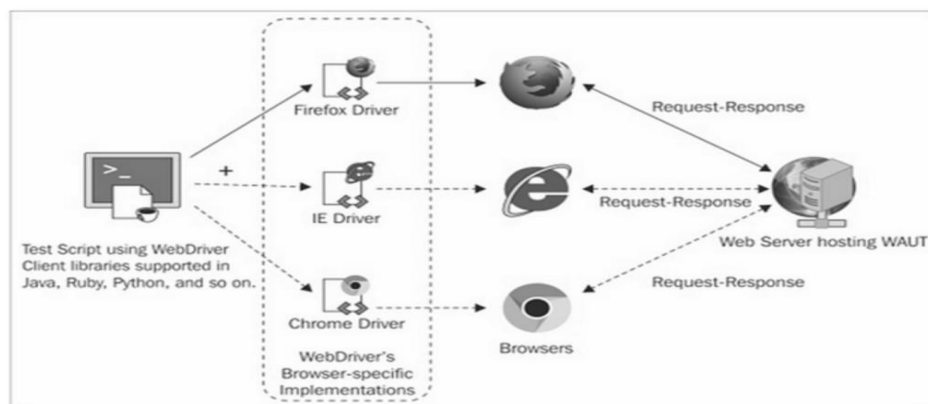 Firefox Driver
Request-Response
>_
+
IE Driver
Request-Response
Web Server hosting WAUT
Test Script using WebDriver
Client libraries supported in
Java, Ruby, Python, and so on.
Request-Response
Chrome Driver
Browsers
WebDriver's
Browser-specific
Implementations